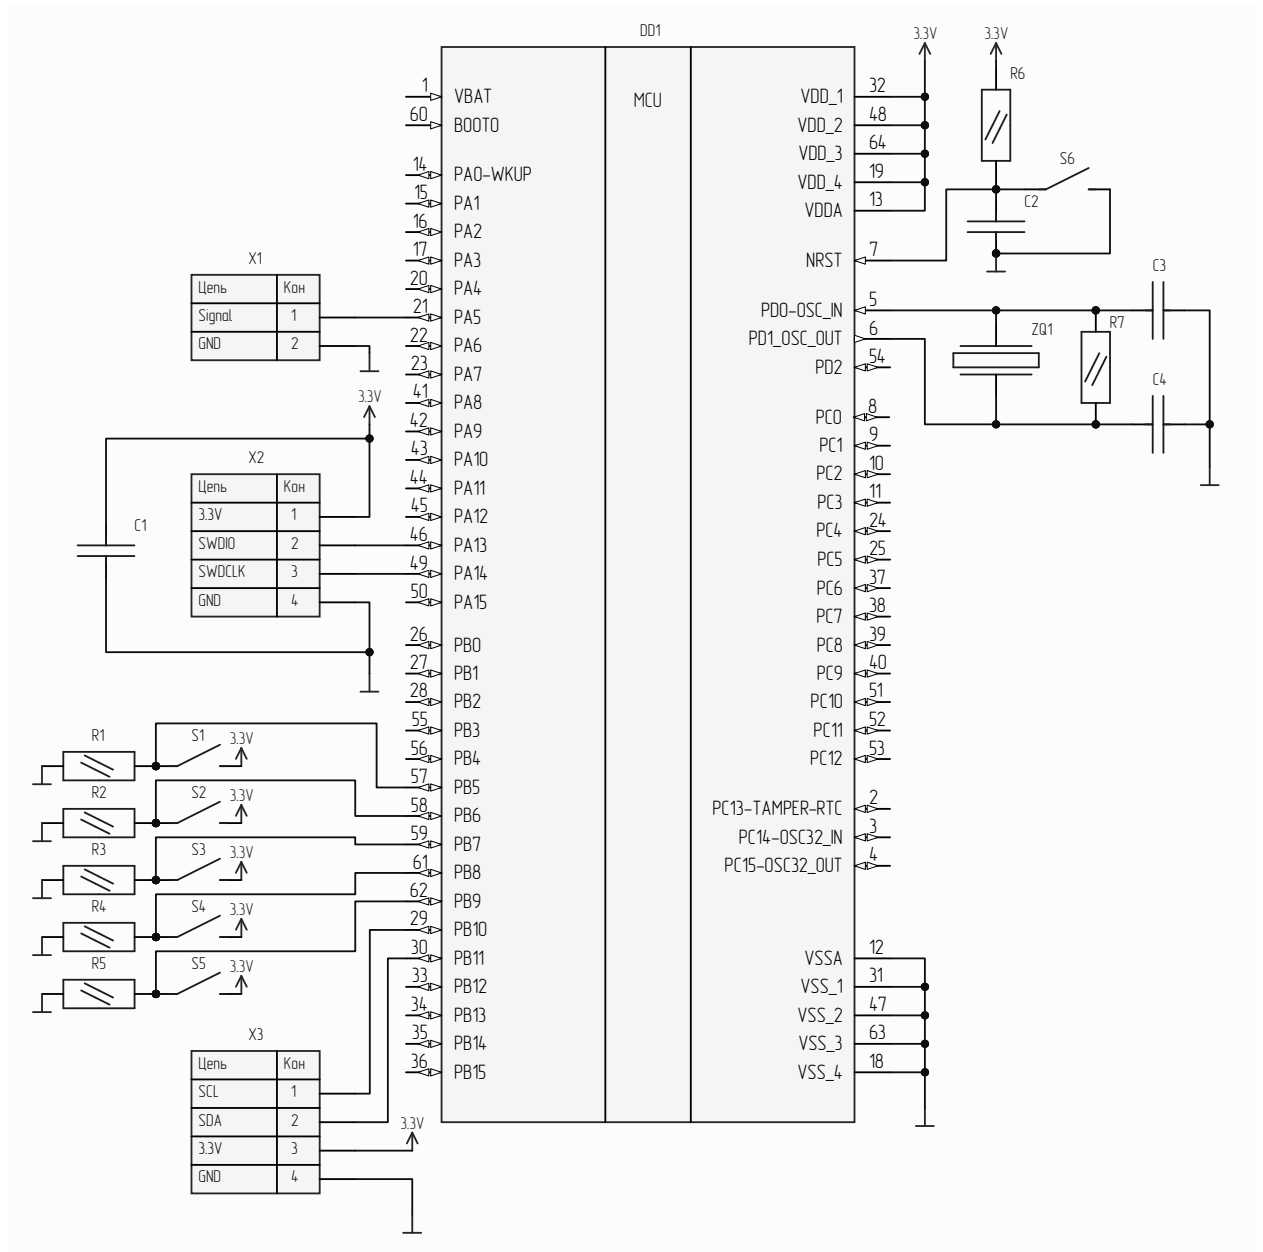 DD1
MCU
1 VBAT
60 BOOT0
14 PA0-WKUP
15 PA1
16 PA2
17 PA3
20 PA4
21 PA5
22 PA6
23 PA7
41 PA8
42 PA9
43 PA10
44 PA11
45 PA12
46 PA13
49 PA14
50 PA15
26 PB0
27 PB1
28 PB2
55 PB3
56 PB4
57 PB5
58 PB6
59 PB7
61 PB8
62 PB9
29 PB10
30 PB11
33 PB12
34 PB13
35 PB14
36 PB15
VDD_1 32
VDD_2 48
VDD_3 64
VDD_4 19
VDDA 13
NRST 7
PD0-OSC_IN 5
PD1_OSC_OUT 6
PD2 54
PC0 8
PC1 9
PC2 10
PC3 11
PC4 24
PC5 25
PC6 37
PC7 38
PC8 39
PC9 40
PC10 51
PC11 52
PC12 53
PC13-TAMPER-RTC 2
PC14-OSC32_IN 3
PC15-OSC32_OUT 4
VSSA 12
VSS_1 31
VSS_2 47
VSS_3 63
VSS_4 18
X1
Цепь Кон
Signal 1
GND 2
3.3V
X2
Цепь Кон
3.3V 1
SWDIO 2
SWDCLK 3
GND 4
C1
R1 S1 3.3V
R2 S2 3.3V
R3 S3 3.3V
R4 S4 3.3V
R5 S5 3.3V
X3
Цепь Кон
SCL 1
SDA 2
3.3V 3
GND 4
3.3V
3.3V
3.3V
R6
S6
C2
C3
ZQ1
R7
C4